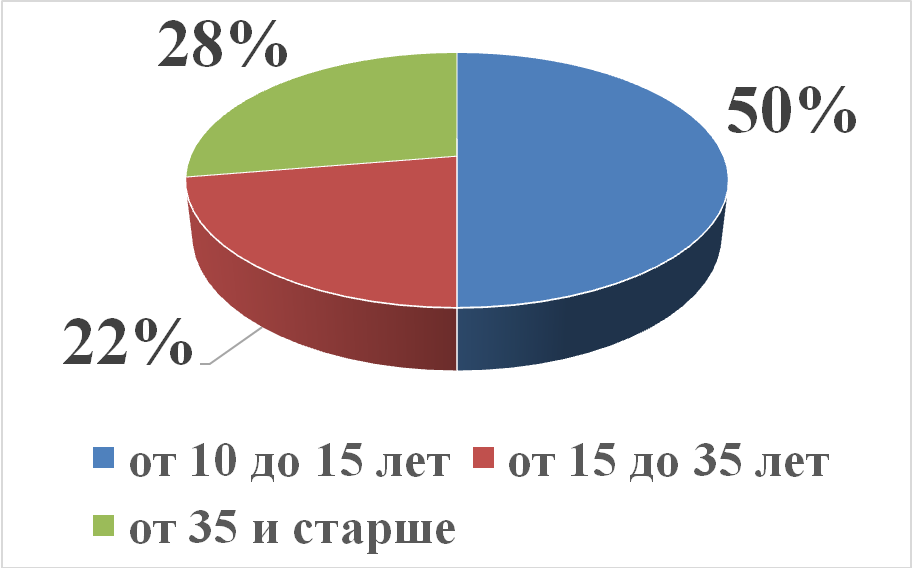 28%
50%
22%
от 10 до 15 лет
от 15 до 35 лет
от 35 и старше